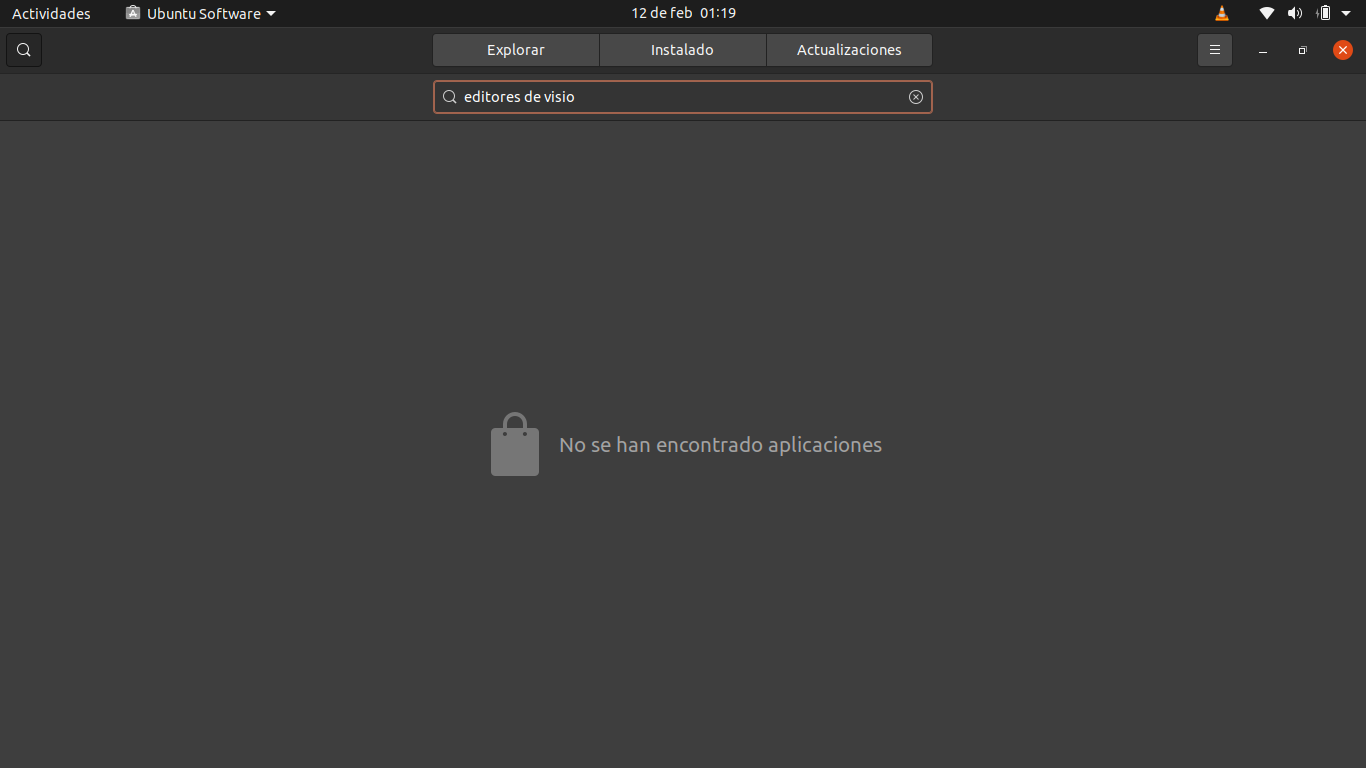 Actividades Ubuntu Software 12 de feb 01:19
Explorar Instalado Actualizaciones
editores de visio
No se han encontrado aplicaciones